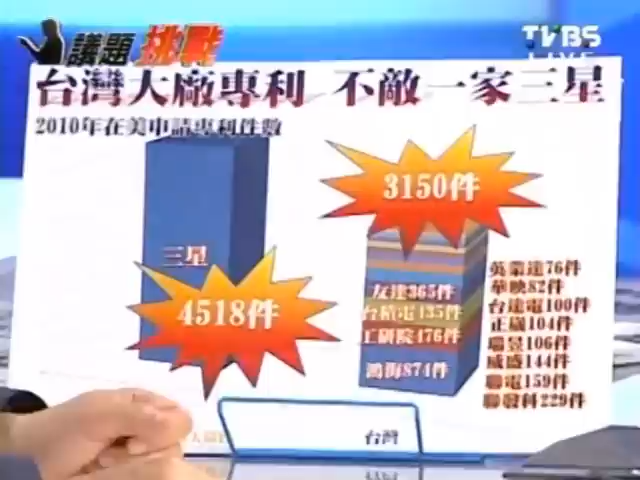 議題挑戰
TVBS
LIVE
台灣大廠專利 不敵一家三星
2010年在美申請專利件數
三星
4518件
3150件
友達365件
台積電435件
工研院476件
鴻海874件
英業達76件
華映82件
台達電100件
正崴104件
瑞昱106件
威盛144件
聯電159件
聯發科229件
台灣